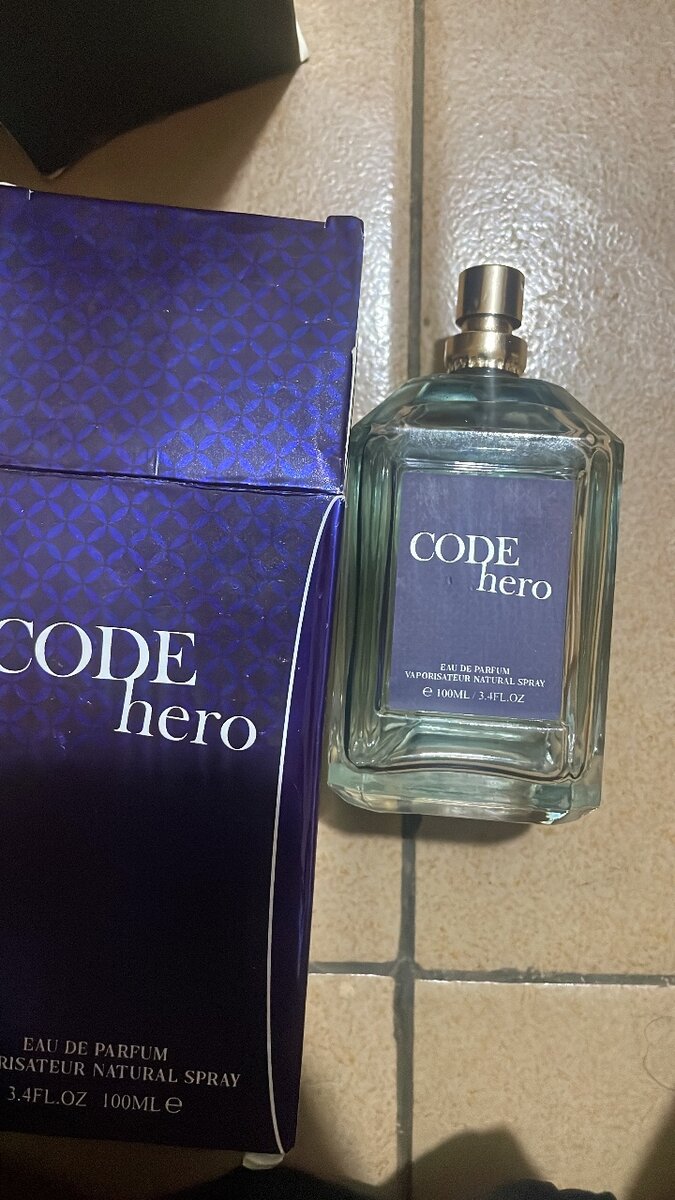 CODE
hero
EAU DE PARFUM
RISATEUR NATURAL SPRAY
3.4FL.OZ 100ML ℮
CODE
hero
EAU DE PARFUM
VAPORISATEUR NATURAL SPRAY
℮ 100ML / 3.4FL.OZ